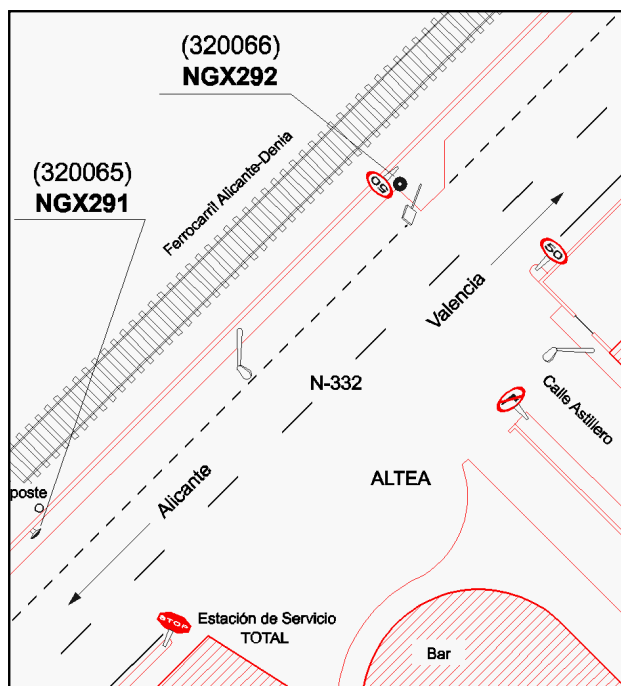 (320066)
NGX292
(320065)
NGX291
Ferrocarril Alicante-Denia
50
50
Valencia
N-332
Calle Astillero
ALTEA
Alicante
poste
STOP
Estación de Servicio
TOTAL
Bar